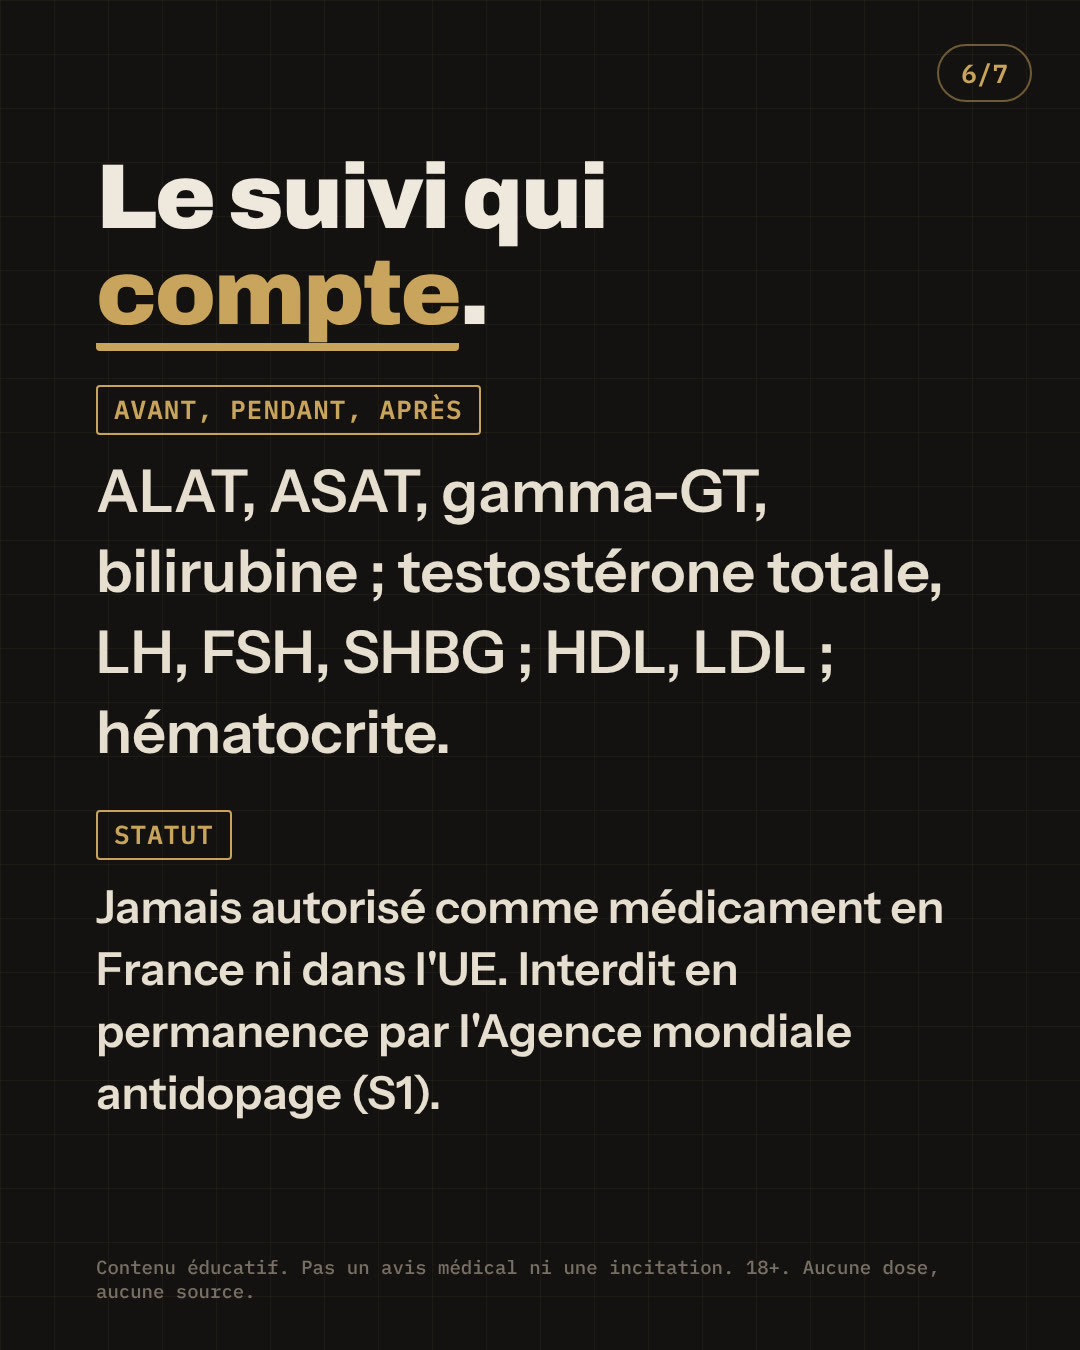 6/7
Le suivi qui
compte.
AVANT, PENDANT, APRÈS
ALAT, ASAT, gamma-GT,
bilirubine ; testostérone totale,
LH, FSH, SHBG ; HDL, LDL ;
hématocrite.
STATUT
Jamais autorisé comme médicament en
France ni dans l'UE. Interdit en
permanence par l'Agence mondiale
antidopage (S1).
Contenu éducatif. Pas un avis médical ni une incitation. 18+. Aucune dose,
aucune source.